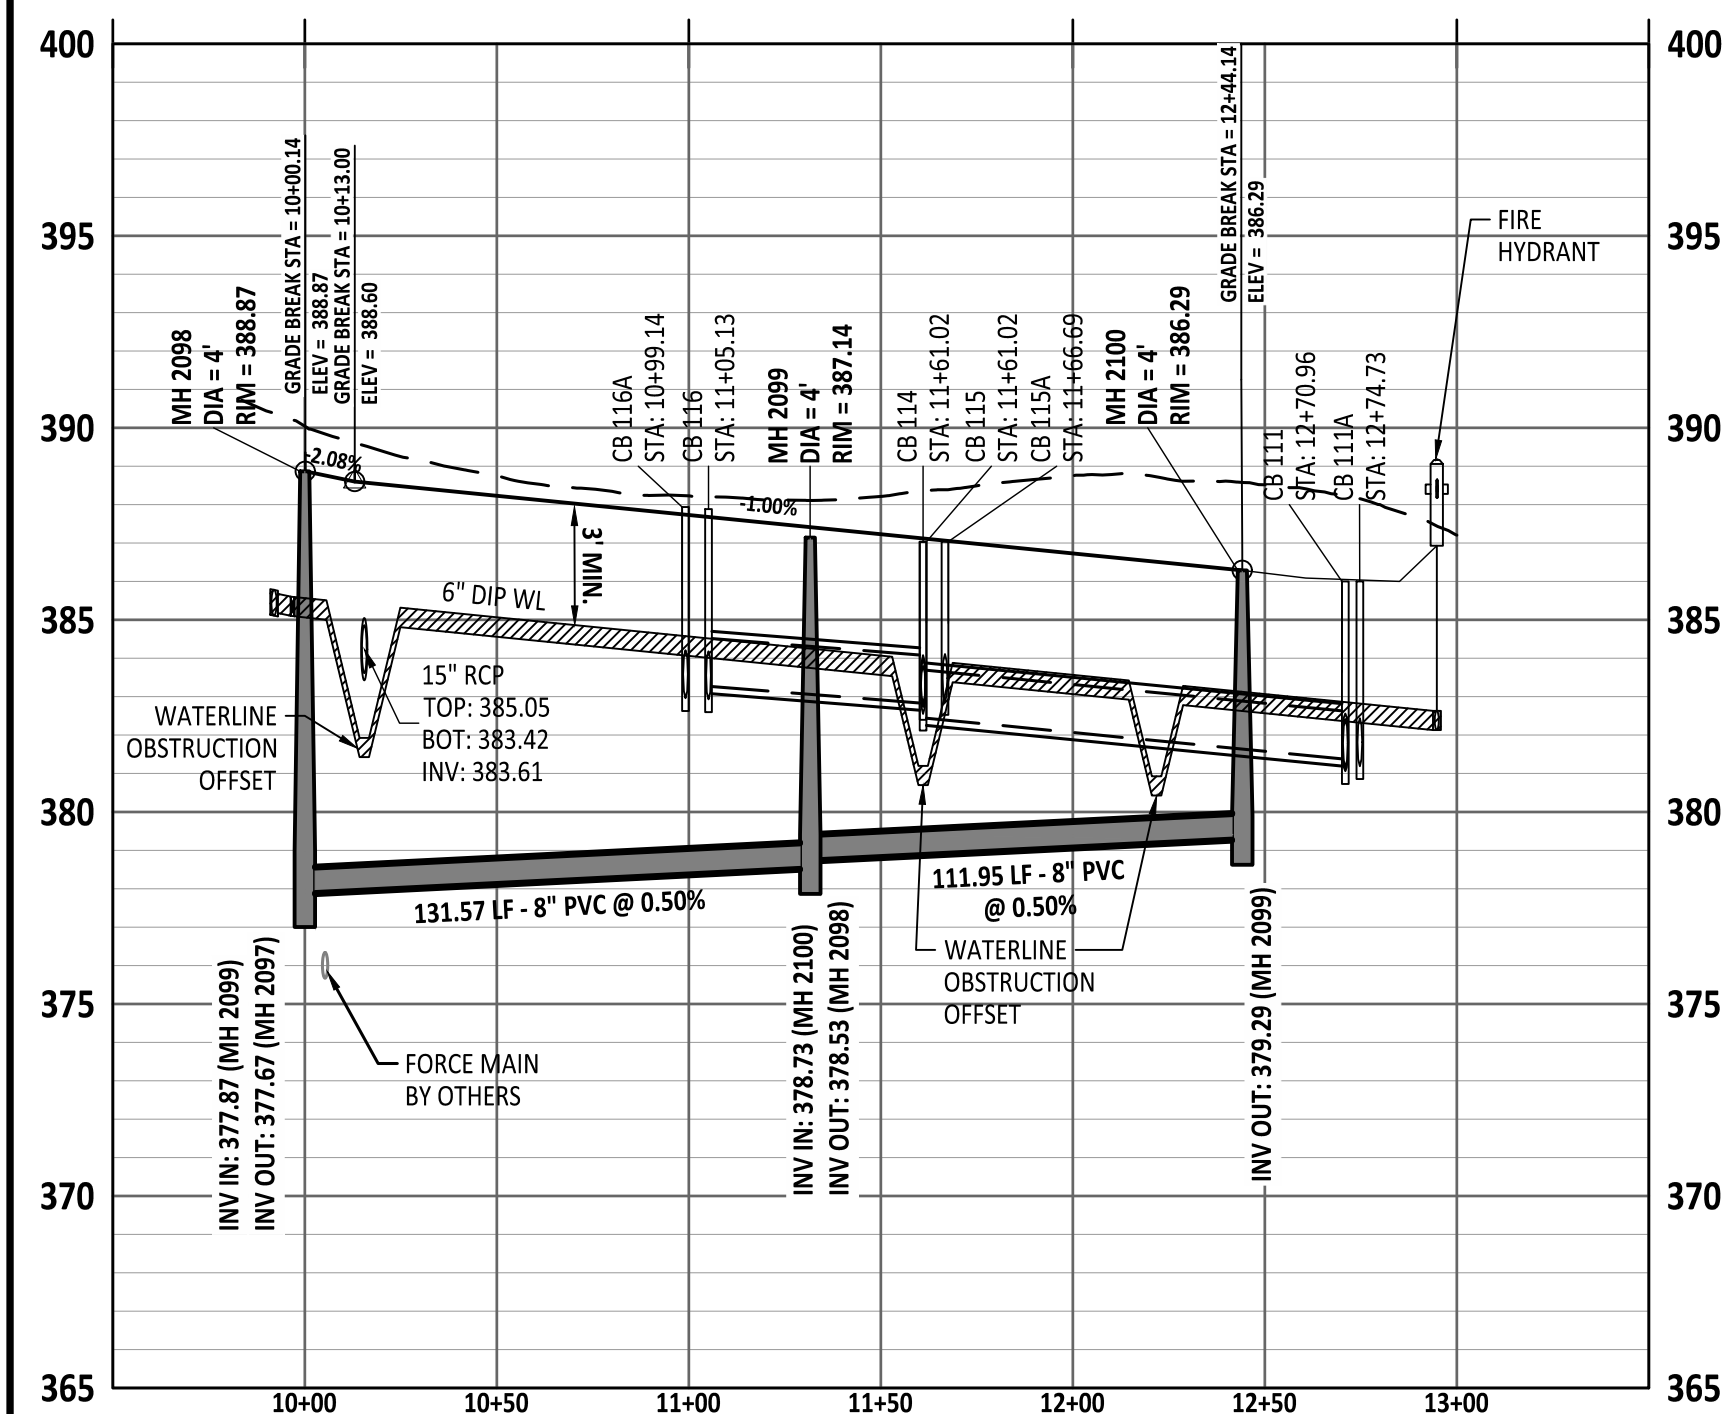 400
400
395
395
390
390
385
385
380
380
375
375
370
370
365
365
MH 2098
DIA = 4'
RIM = 388.87
GRADE BREAK STA = 10+00.14
ELEV = 388.87
GRADE BREAK STA = 10+13.00
ELEV = 388.60
-2.08%
CB 116A
STA: 10+99.14
CB 116
STA: 11+05.13
MH 2099
DIA = 4'
RIM = 387.14
-1.00%
CB 114
STA: 11+61.02
CB 115
STA: 11+61.02
CB 115A
STA: 11+66.69
MH 2100
DIA = 4'
RIM = 386.29
GRADE BREAK STA = 12+44.14
ELEV = 386.29
CB 111
STA: 12+70.96
CB 111A
STA: 12+74.73
FIRE
HYDRANT
3' MIN.
6" DIP WL
15" RCP
TOP: 385.05
BOT: 383.42
INV: 383.61
WATERLINE
OBSTRUCTION
OFFSET
131.57 LF - 8" PVC @ 0.50%
111.95 LF - 8" PVC
@ 0.50%
WATERLINE
OBSTRUCTION
OFFSET
INV IN: 377.87 (MH 2099)
INV OUT: 377.67 (MH 2097)
FORCE MAIN
BY OTHERS
INV IN: 378.73 (MH 2100)
INV OUT: 378.53 (MH 2098)
INV OUT: 379.29 (MH 2099)
10+00
10+50
11+00
11+50
12+00
12+50
13+00